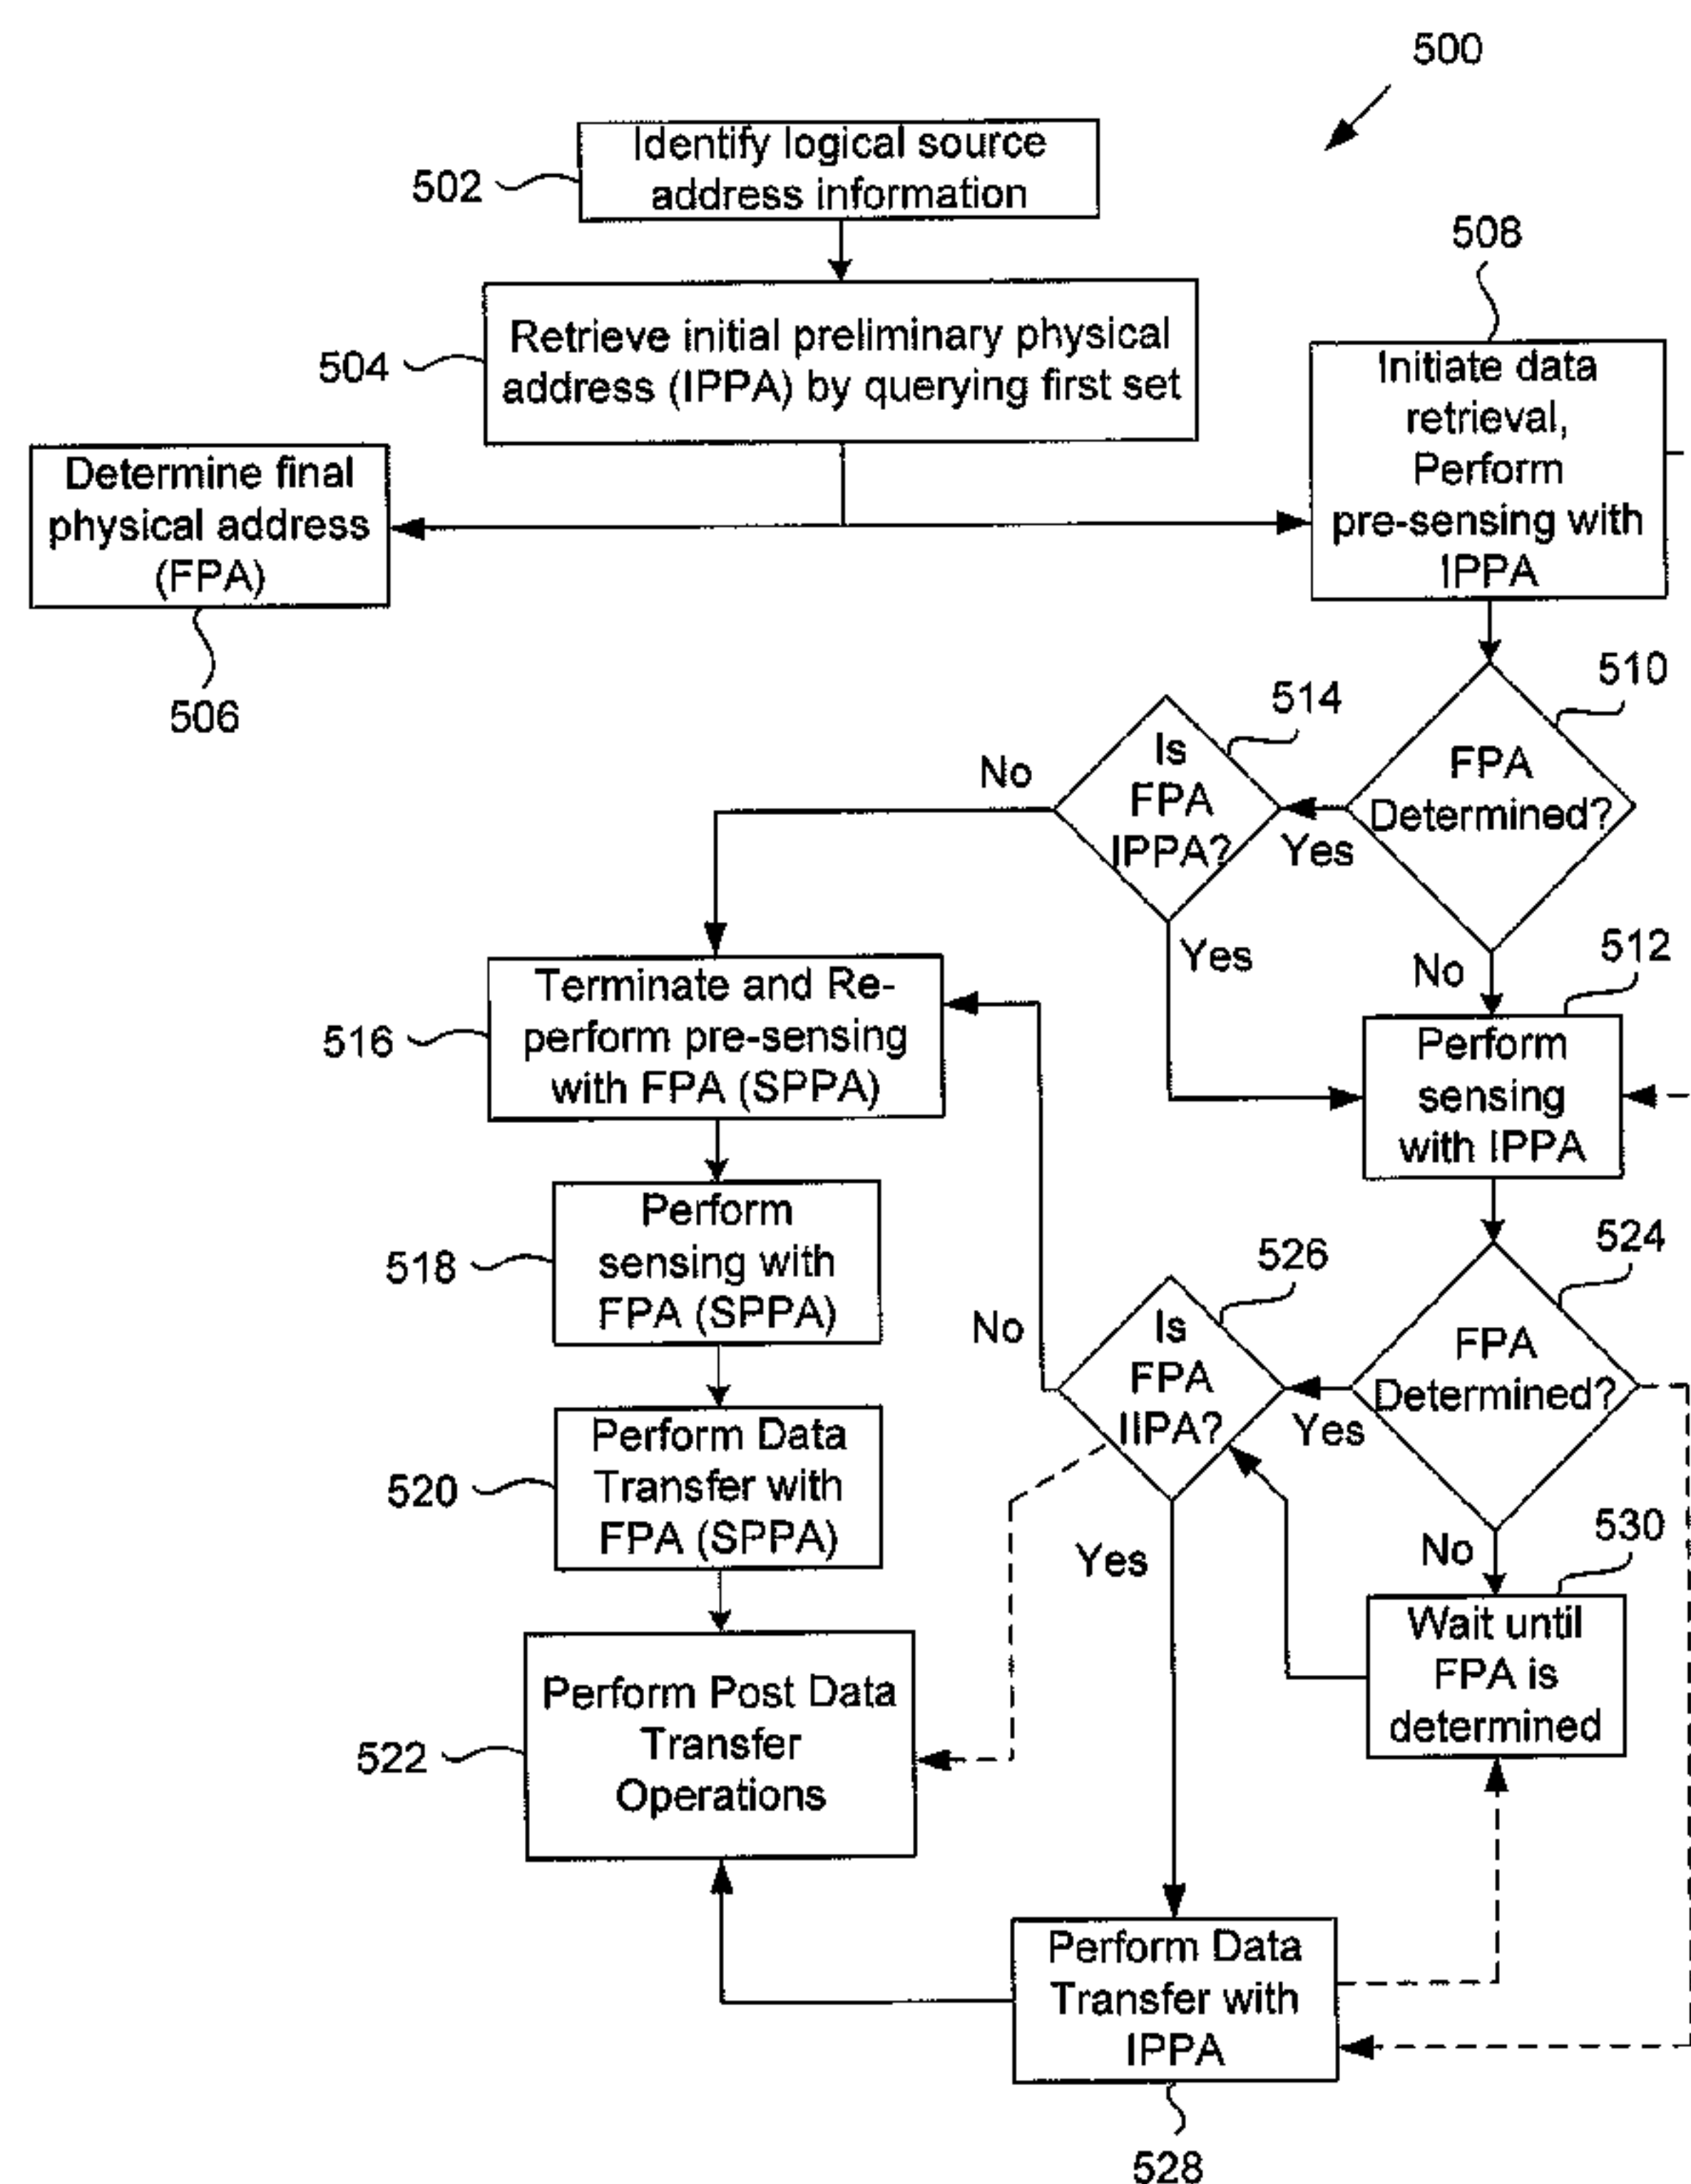 500
Identify logical source
address information
502
508
Retrieve initial preliminary physical
address (IPPA) by querying first set
504
Initiate data
retrieval,
Perform
pre-sensing with
IPPA
Determine final
physical address
(FPA)
506
510
FPA
Determined?
514
Is
FPA
IPPA?
No
Yes
Yes
No
512
Perform
sensing
with IPPA
Terminate and Re-
perform pre-sensing
with FPA (SPPA)
516
Perform
sensing with
FPA (SPPA)
518
524
FPA
Determined?
526
Is
FPA
IIPA?
No
Yes
Yes
No
530
Wait until
FPA is
determined
Perform Data
Transfer with
FPA (SPPA)
520
Perform Post Data
Transfer
Operations
522
Perform Data
Transfer with
IPPA
528